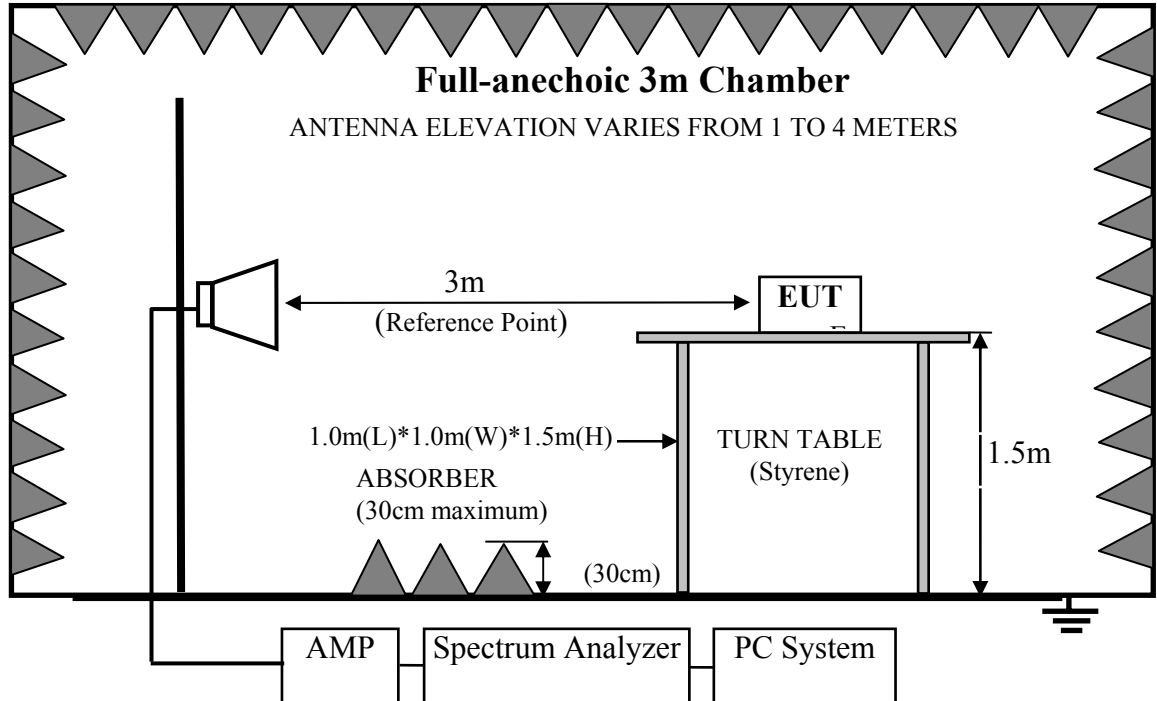 Full-anechoic 3m Chamber
ANTENNA ELEVATION VARIES FROM 1 TO 4 METERS
3m
(Reference Point)
EUT
1.0m(L)*1.0m(W)*1.5m(H)
TURN TABLE
(Styrene)
1.5m
ABSORBER
(30cm maximum)
(30cm)
AMP
Spectrum Analyzer
PC System